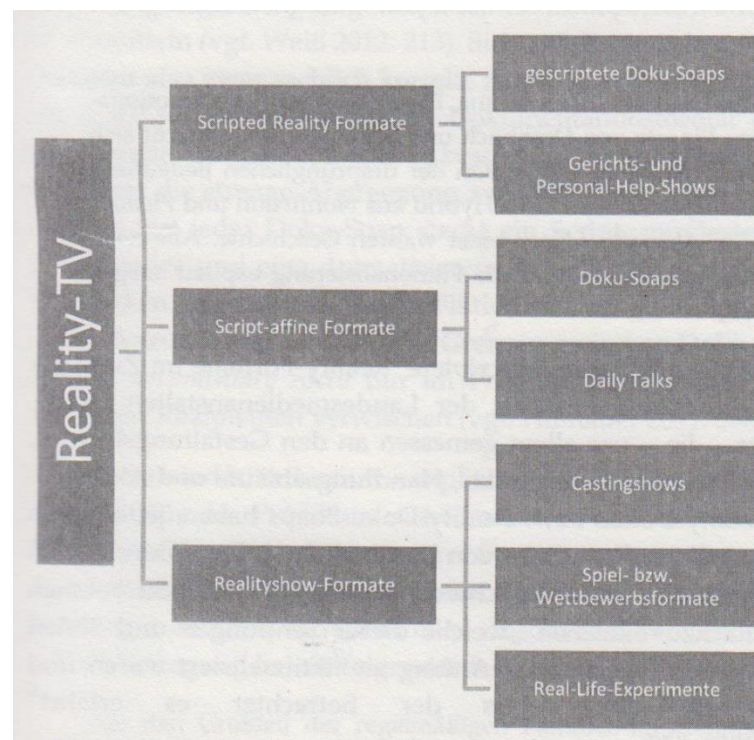 Reality-TV
Scripted Reality Formate
gescriptete Doku-Soaps
Gerichts- und
Personal-Help-Shows
Script-affine Formate
Doku-Soaps
Daily Talks
Realityshow-Formate
Castingshows
Spiel- bzw.
Wettbewerbsformate
Real-Life-Experimente